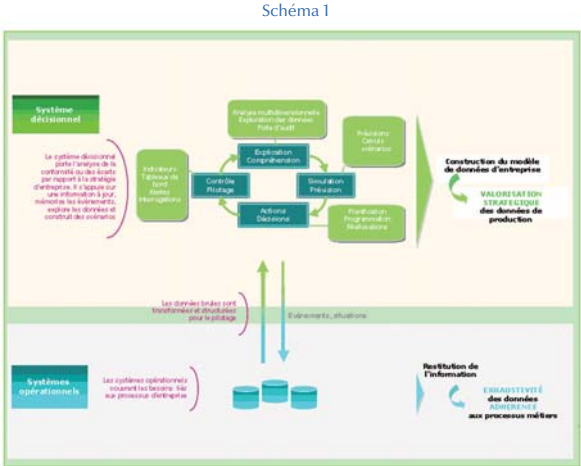 Schéma 1
Système
décisionnel
Le système décisionnel
porte l'analyse de la
conformité ou des écarts
par rapport à la stratégie
d'entreprise. Il s'appuie sur
une information à jour,
mémorise les événements,
explore les données et
construit des scénarios
Indicateurs
Tableaux de
bord
Alertes
Interrogations
Analyse multidimensionnelle
Exploration des données
Piste d'audit
Prévisions
Calculs
scénarios
Explication
Compréhension
Contrôle
Pilotage
Simulation
Prévision
Actions
Décisions
Planification
Programmation
Réallocations
Construction du modèle
de données d'entreprise
VALORISATION
STRATEGIQUE
des données de
production
Les données brutes sont
transformées et structurées
pour le pilotage
Evénements, situations
Systèmes
opérationnels
Les systèmes opérationnels
couvrent les besoins liés
aux processus d'entreprise
Restitution de
l'information
EXHAUSTIVITÉ
des données
ADHERENCE
aux processus métiers